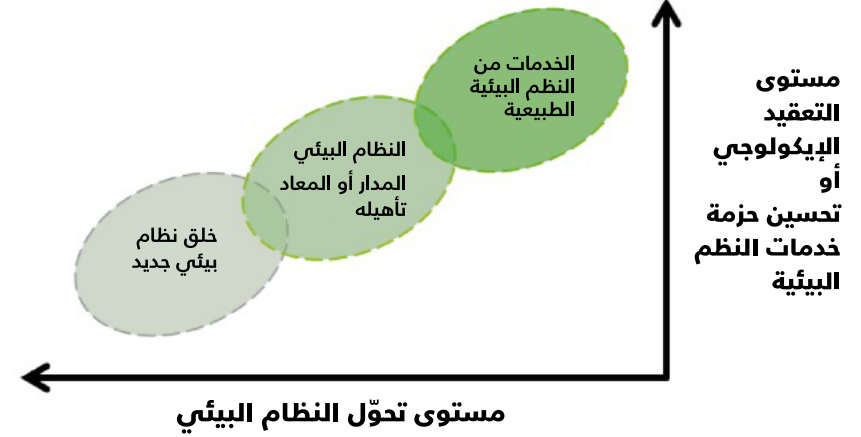 الخدمات من
النظم البيئية
الطبيعية
النظام البيئي
المدار أو المعاد
تأهيله
خلق نظام
بيئي جديد
مستوى
التعقيد
الإيكولوجي
أو
تحسين حزمة
خدمات النظم
البيئية
مستوى تحوّل النظام البيئي